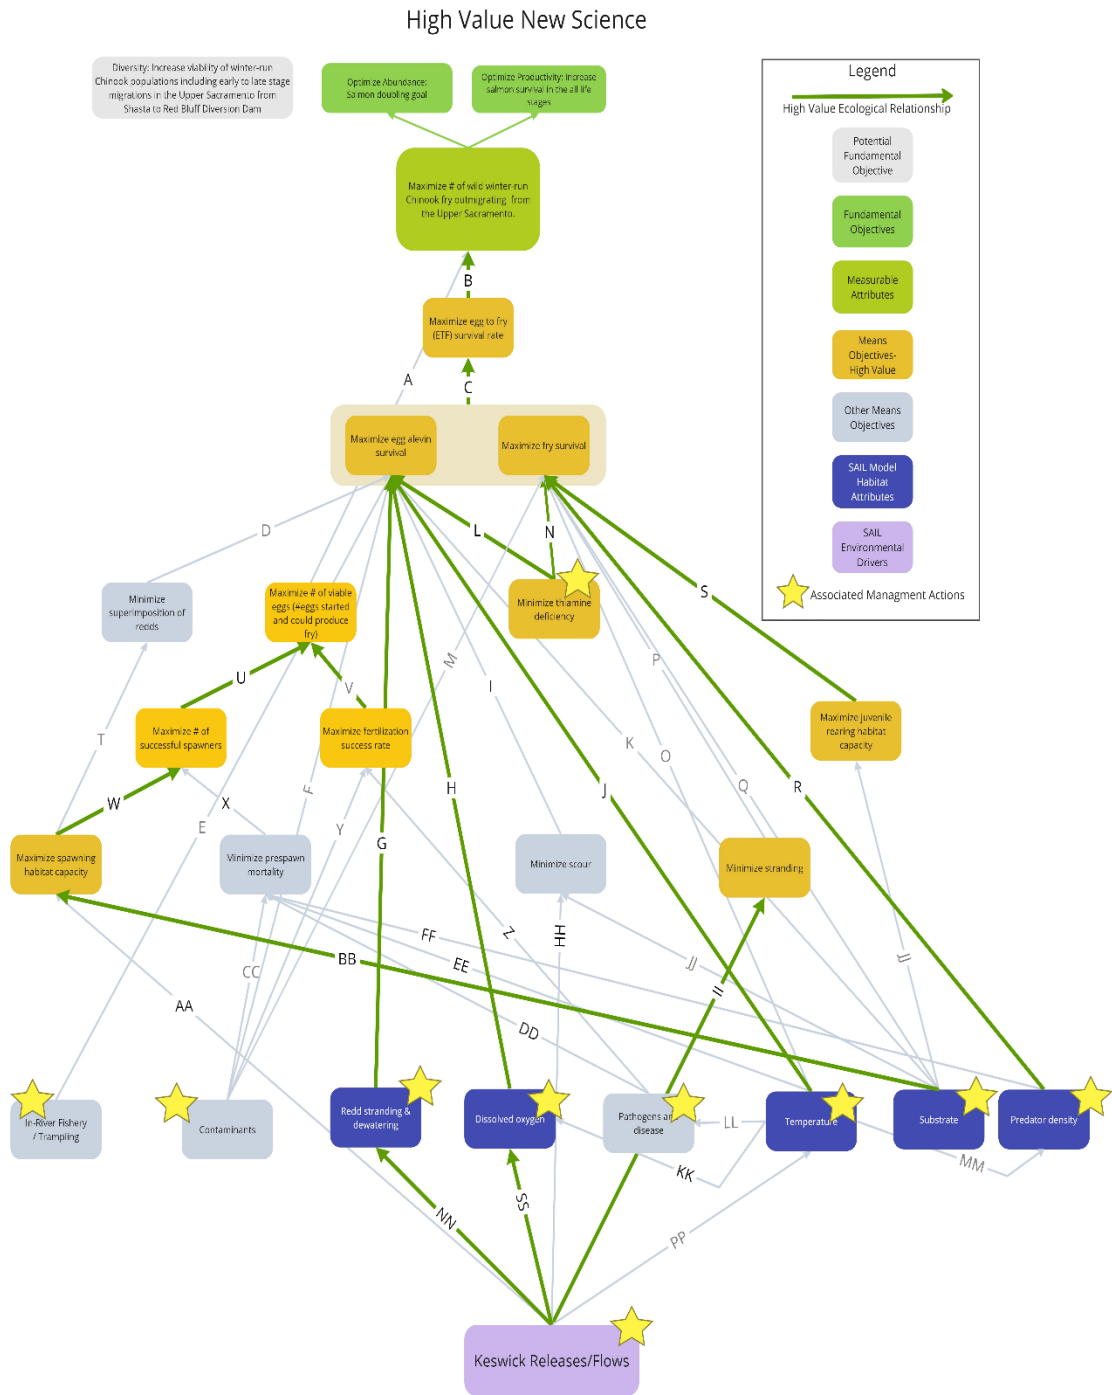 High Value New Science
Diversity: Increase viability of winter-run
Chinook populations including early to late stage
migrations in the Upper Sacramento from
Shasta to Red Bluff Diversion Dam
Optimize Abundance:
Salmon doubling goal
Optimize Productivity: Increase
salmon survival in the all life
stages
Legend
High Value Ecological Relationship
Potential
Fundamental
Objective
Fundamental
Objectives
Measurable
Attributes
Means
Objectives-
High Value
Other Means
Objectives
SAIL Model
Habitat
Attributes
SAIL
Environmental
Drivers
Associated Managment Actions
Maximize # of wild winter-run
Chinook fry outmigrating from
the Upper Sacramento.
B
Maximize egg to fry
(ETF) survival rate
A
C
Maximize egg alevin
survival
Maximize fry survival
D
L
N
Minimize
superimposition of
redds
Maximize # of viable
eggs (#eggs started
and could produce
fry)
Minimize thiamine
deficiency
S
M
P
U
V
I
T
Maximize # of
successful spawners
Maximize fertilization
success rate
Maximize juvenile
rearing habitat
capacity
K
O
F
H
J
Q
R
W
X
E
Y
G
Maximize spawning
habitat capacity
Minimize prespawn
mortality
Minimize scour
Minimize stranding
FF
HH
Z
BB
EE
JJ
JJ
CC
II
AA
DD
In-River Fishery
/ Trampling
Contaminants
Redd stranding &
dewatering
Dissolved oxygen
Pathogens an
disease
LL
Temperature
Substrate
Predator density
KK
MM
NN
SS
PP
Keswick Releases/Flows